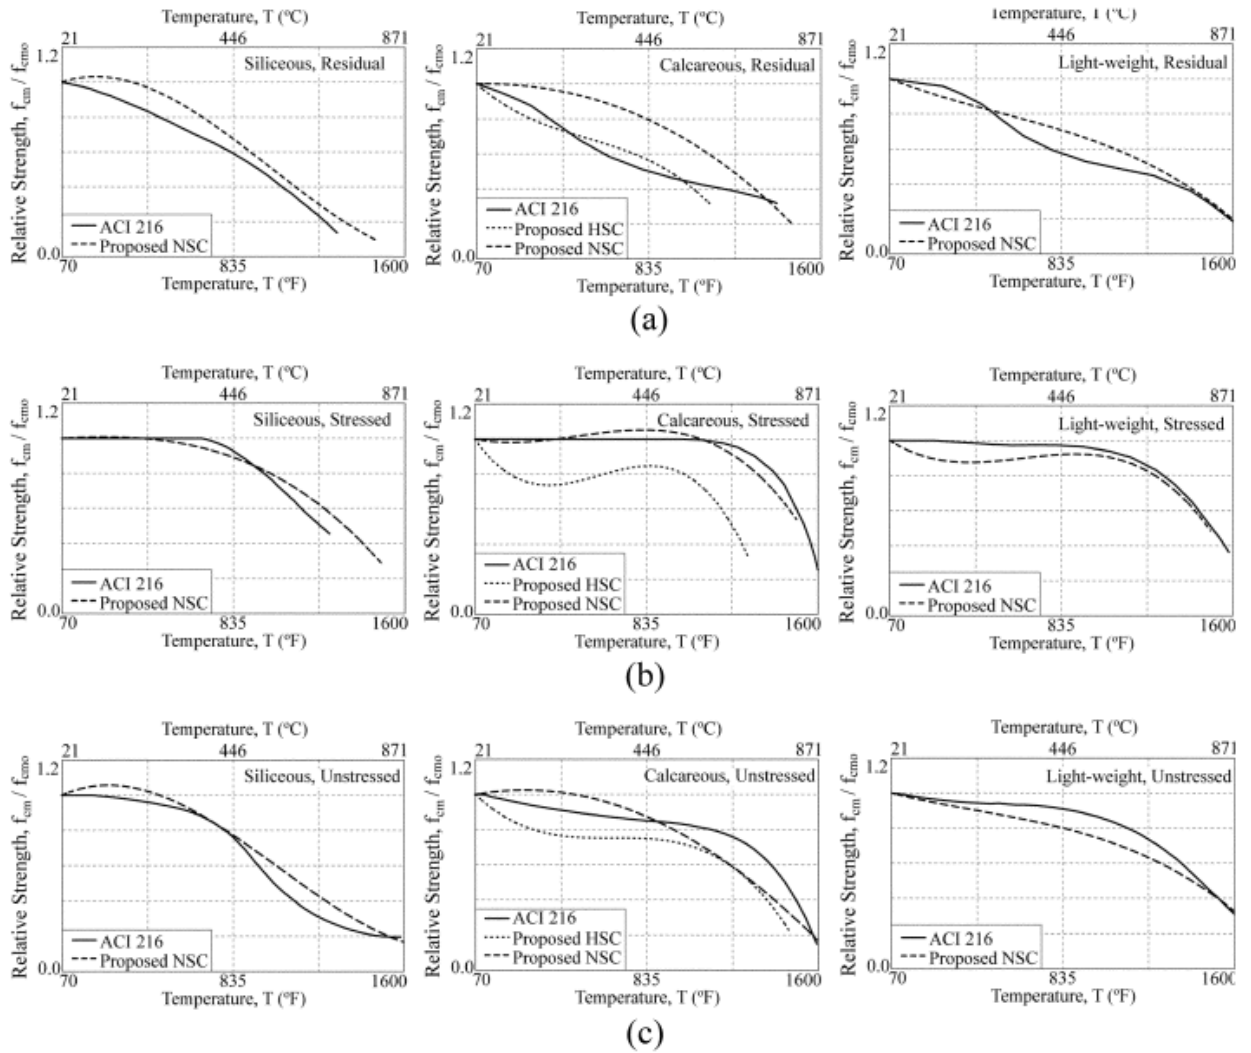 Temperature, T (ºC)
21 446 871
1.2
Siliceous, Residual
Relative Strength, fcm / fcmo
ACI 216
Proposed NSC
0.0
70 835 1600
Temperature, T (ºF)
Temperature, T (ºC)
21 446 871
1.2
Calcareous, Residual
Relative Strength, fcm / fcmo
ACI 216
Proposed HSC
Proposed NSC
0.0
70 835 1600
Temperature, T (ºF)
Temperature, T (ºC)
21 446 871
1.2
Light-weight, Residual
Relative Strength, fcm / fcmo
ACI 216
Proposed NSC
0.0
70 835 1600
Temperature, T (ºF)
(a)
Temperature, T (ºC)
21 446 871
1.2
Siliceous, Stressed
Relative Strength, fcm / fcmo
ACI 216
Proposed NSC
0.0
70 835 1600
Temperature, T (ºF)
Temperature, T (ºC)
21 446 871
1.2
Calcareous, Stressed
Relative Strength, fcm / fcmo
ACI 216
Proposed HSC
Proposed NSC
0.0
70 835 1600
Temperature, T (ºF)
Temperature, T (ºC)
21 446 871
1.2
Light-weight, Stressed
Relative Strength, fcm / fcmo
ACI 216
Proposed NSC
0.0
70 835 1600
Temperature, T (ºF)
(b)
Temperature, T (ºC)
21 446 871
1.2
Siliceous, Unstressed
Relative Strength, fcm / fcmo
ACI 216
Proposed NSC
0.0
70 835 1600
Temperature, T (ºF)
Temperature, T (ºC)
21 446 871
1.2
Calcareous, Unstressed
Relative Strength, fcm / fcmo
ACI 216
Proposed HSC
Proposed NSC
0.0
70 835 1600
Temperature, T (ºF)
Temperature, T (ºC)
21 446 871
1.2
Light-weight, Unstressed
Relative Strength, fcm / fcmo
ACI 216
Proposed NSC
0.0
70 835 1600
Temperature, T (ºF)
(c)